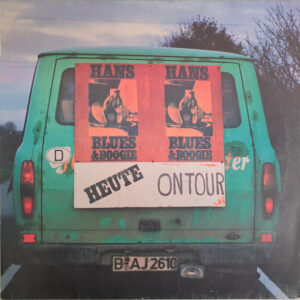 HANS
BLUES
& BOOGIE
HANS
BLUES
& BOOGIE
D
HEUTE
ON TOUR
B AJ 2610